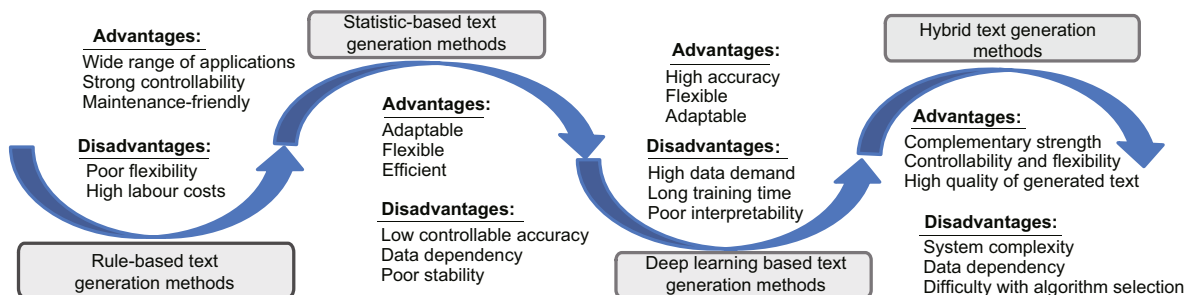 Advantages:
Wide range of applications
Strong controllability
Maintenance-friendly
Disadvantages:
Poor flexibility
High labour costs
Rule-based text
generation methods
Statistic-based text
generation methods
Advantages:
Adaptable
Flexible
Efficient
Disadvantages:
Low controllable accuracy
Data dependency
Poor stability
Advantages:
High accuracy
Flexible
Adaptable
Disadvantages:
High data demand
Long training time
Poor interpretability
Deep learning based text
generation methods
Hybrid text generation
methods
Advantages:
Complementary strength
Controllability and flexibility
High quality of generated text
Disadvantages:
System complexity
Data dependency
Difficulty with algorithm selection